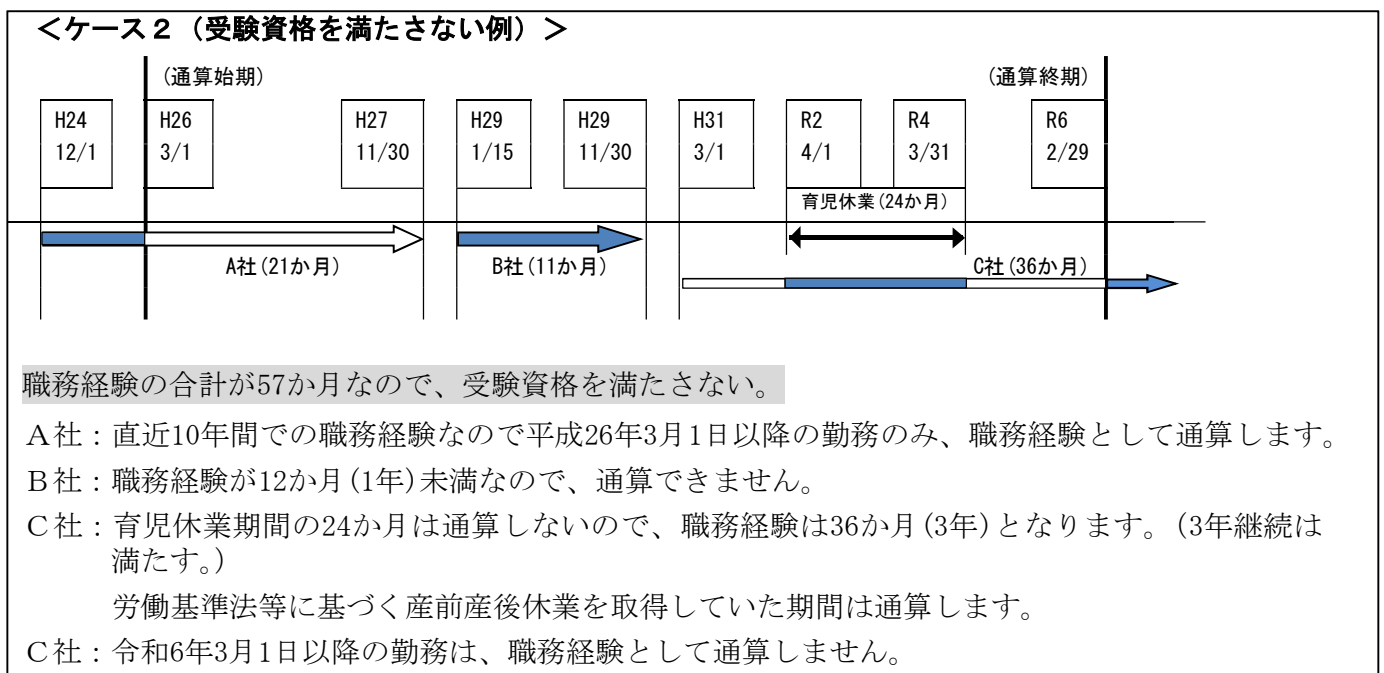 ＜ケース２（受験資格を満たさない例）＞
(通算始期)
(通算終期)
H24 H26 H27 H29 H29 H31 R2 R4 R6
12/1 3/1 11/30 1/15 11/30 3/1 4/1 3/31 2/29
育児休業(24か月)
A社(21か月) B社(11か月) C社(36か月)
職務経験の合計が57か月なので、受験資格を満たさない。
Ａ社：直近10年間での職務経験なので平成26年3月1日以降の勤務のみ、職務経験として通算します。
Ｂ社：職務経験が12か月(1年)未満なので、通算できません。
Ｃ社：育児休業期間の24か月は通算しないので、職務経験は36か月(3年)となります。(3年継続は
満たす。)
労働基準法等に基づく産前産後休業を取得していた期間は通算します。
Ｃ社：令和6年3月1日以降の勤務は、職務経験として通算しません。